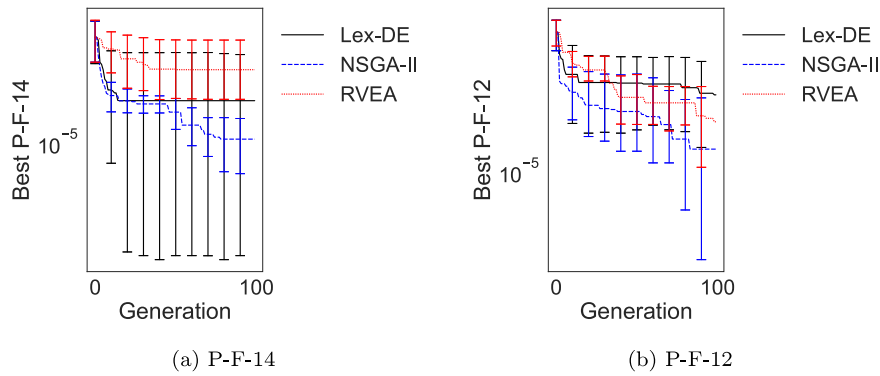 Best P-F-14
10^-5
0
100
Generation
Lex-DE
NSGA-II
RVEA
(a) P-F-14
Best P-F-12
10^-5
0
100
Generation
Lex-DE
NSGA-II
RVEA
(b) P-F-12